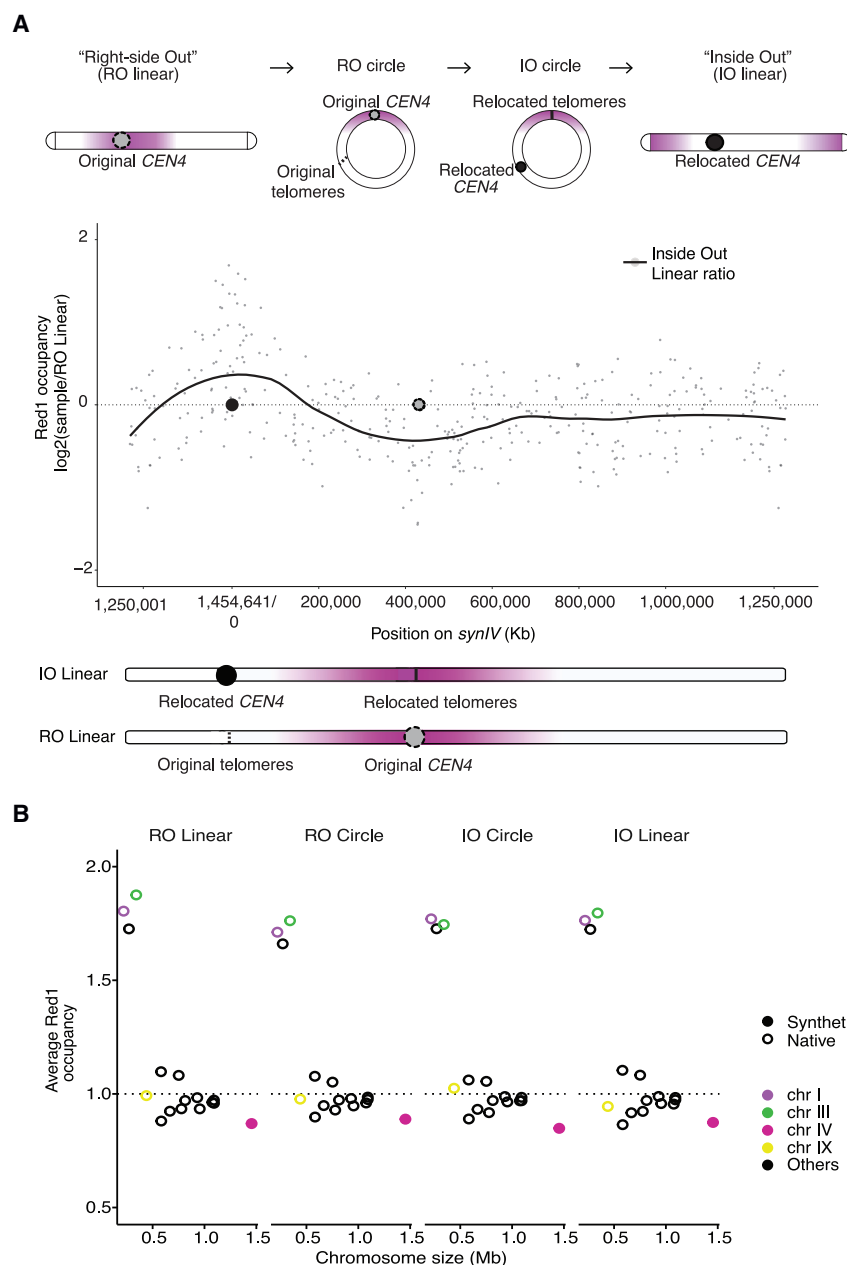 A
“Right-side Out”
(RO linear)
→
RO circle
→
IO circle
→
“Inside Out”
(IO linear)
Original CEN4
Original CEN4
Original
telomeres
Relocated telomeres
Relocated
CEN4
Relocated CEN4
Red1 occupancy
log2(sample/RO Linear)
2
0
−2
Inside Out
Linear ratio
1,250,001
1,454,641/
0
200,000
400,000
600,000
800,000
1,000,000
1,250,000
Position on synIV (Kb)
IO Linear
Relocated CEN4
Relocated telomeres
RO Linear
Original telomeres
Original CEN4
B
RO Linear
RO Circle
IO Circle
IO Linear
Average Red1
occupancy
2.0
1.5
1.0
0.5
0.5 1.0 1.5
0.5 1.0 1.5
0.5 1.0 1.5
0.5 1.0 1.5
Chromosome size (Mb)
Synthet
Native
chr I
chr III
chr IV
chr IX
Others